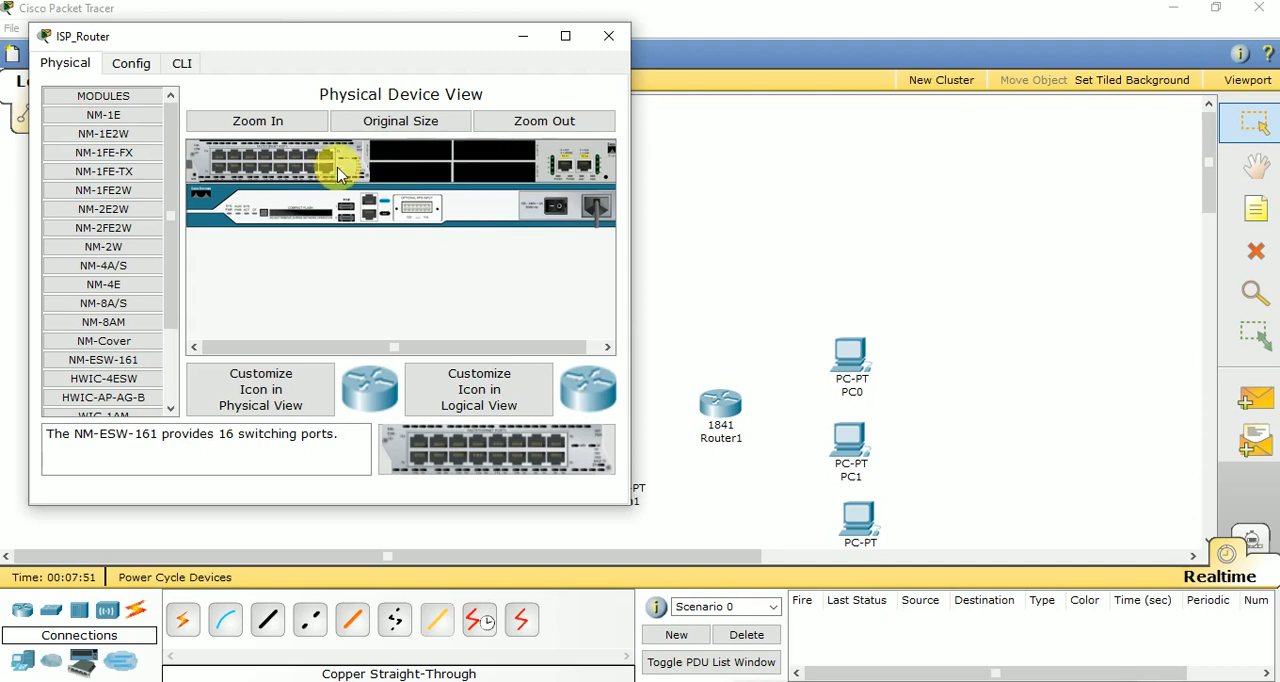 Cisco Packet Tracer
File
ISP_Router
Physical
Config
CLI
New Cluster
Move Object
Set Tiled Background
Viewport
MODULES
NM-1E
NM-1E2W
NM-1FE-FX
NM-1FE-TX
NM-1FE2W
NM-2E2W
NM-2FE2W
NM-2W
NM-4A/S
NM-4E
NM-8A/S
NM-8AM
NM-Cover
NM-ESW-161
HWIC-4ESW
HWIC-AP-AG-B
WIC-1AM
Physical Device View
Zoom In
Original Size
Zoom Out
Customize
Icon in
Physical View
Customize
Icon in
Logical View
The NM-ESW-161 provides 16 switching ports.
1841
Router1
PC-PT
PC0
PC-PT
PC1
PC-PT
Time: 00:07:51
Power Cycle Devices
Realtime
Connections
Copper Straight-Through
Scenario 0
New
Delete
Toggle PDU List Window
Fire
Last Status
Source
Destination
Type
Color
Time (sec)
Periodic
Num